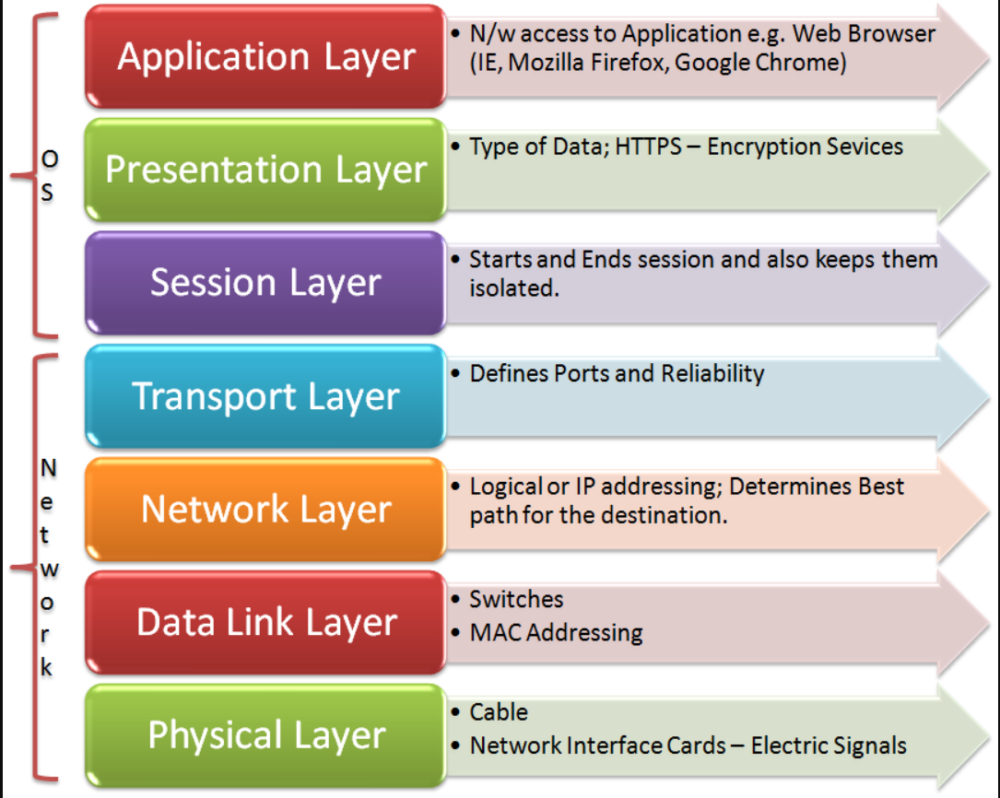 Application Layer
• N/w access to Application e.g. Web Browser
(IE, Mozilla Firefox, Google Chrome)
Presentation Layer
• Type of Data; HTTPS – Encryption Sevices
OS
Session Layer
• Starts and Ends session and also keeps them
isolated.
Transport Layer
• Defines Ports and Reliability
Network Layer
• Logical or IP addressing; Determines Best
path for the destination.
Network
Data Link Layer
• Switches
• MAC Addressing
Physical Layer
• Cable
• Network Interface Cards – Electric Signals